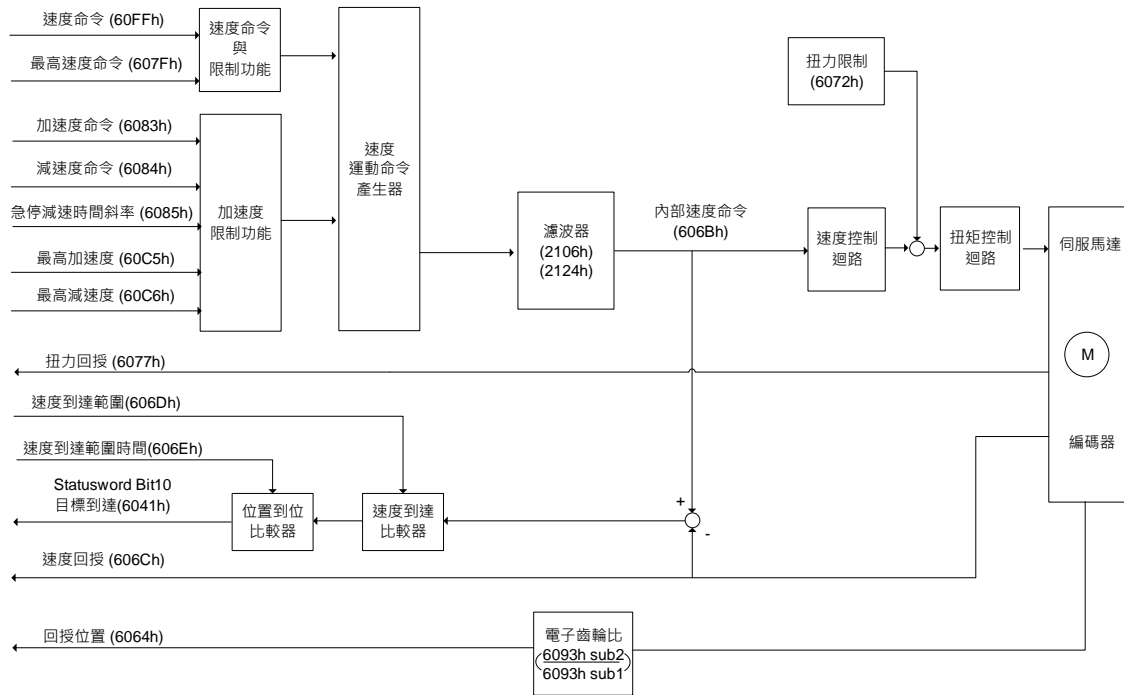 速度命令 (60FFh)
最高速度命令 (607Fh)
速度命令
與
限制功能
加速度命令 (6083h)
減速度命令 (6084h)
急停減速時間斜率 (6085h)
最高加速度 (60C5h)
最高減速度 (60C6h)
加速度
限制功能
速度
運動命令
產生器
濾波器
(2106h)
(2124h)
內部速度命令
(606Bh)
扭力限制
(6072h)
速度控制
迴路
扭矩控制
迴路
伺服馬達
M
編碼器
扭力回授 (6077h)
速度到達範圍(606Dh)
速度到達範圍時間(606Eh)
Statusword Bit10
目標到達(6041h)
位置到位
比較器
速度到達
比較器
+
-
速度回授 (606Ch)
回授位置 (6064h)
電子齒輪比
(6093h sub2
6093h sub1)